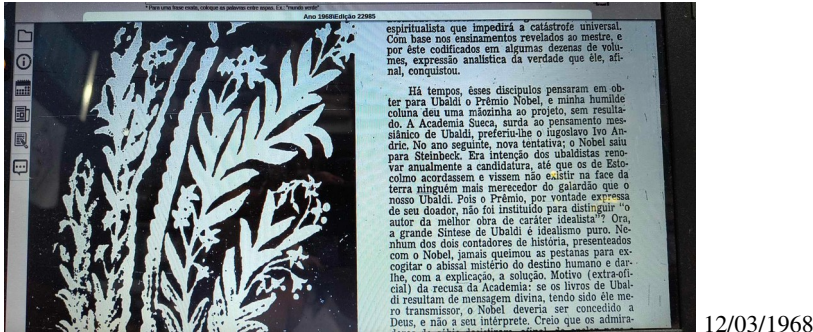 * Para uma frase exata, coloque as palavras entre aspas. Ex.: "mundo verde"
Ano 1968\Edição 22985
espiritualista que impedirá a catástrofe universal.
Com base nos ensinamentos revelados ao mestre, e
por êste codificados em algumas dezenas de volu-
mes, expressão analística da verdade que êle, afi-
nal, conquistou.
Há tempos, êsses discípulos pensaram em ob-
ter para Ubáldi o Prêmio Nobel, e minha humilde
coluna deu uma mãozinha ao projeto, sem resulta-
do. A Academia Sueca, surda ao pensamento mes-
siânico de Ubaldi, preferiu-lhe o iugoslavo Ivo An-
dric. No ano seguinte, nova tentativa; o Nobel saiu
para Steinbeck. Era intenção dos ubaldistas reno-
var anualmente a candidatura, até que os de Esto-
colmo acordassem e vissem não existir na face da
terra ninguém mais merecedor do galardão que o
nosso Ubaldi. Pois o Prêmio, por vontade expressa
de seu doador, não foi instituído para distinguir "o
autor da melhor obra de caráter idealista"? Ora,
a grande Síntese de Ubaldi é idealismo puro. Ne-
nhum dos dois contadores de história, presenteados
com o Nobel, jamais queimou as pestanas para ex-
cogitar o abissal mistério do destino humano e dar-
lhe, com a explicação, a solução. Motivo (extra-ofi-
cial) da recusa da Academia: se os livros de Ubal-
di resultam de mensagem divina, tendo sido êle me-
ro transmissor, o Nobel deveria ser concedido a
Deus, e não a seu intérprete. Creio que os admira-
12/03/1968